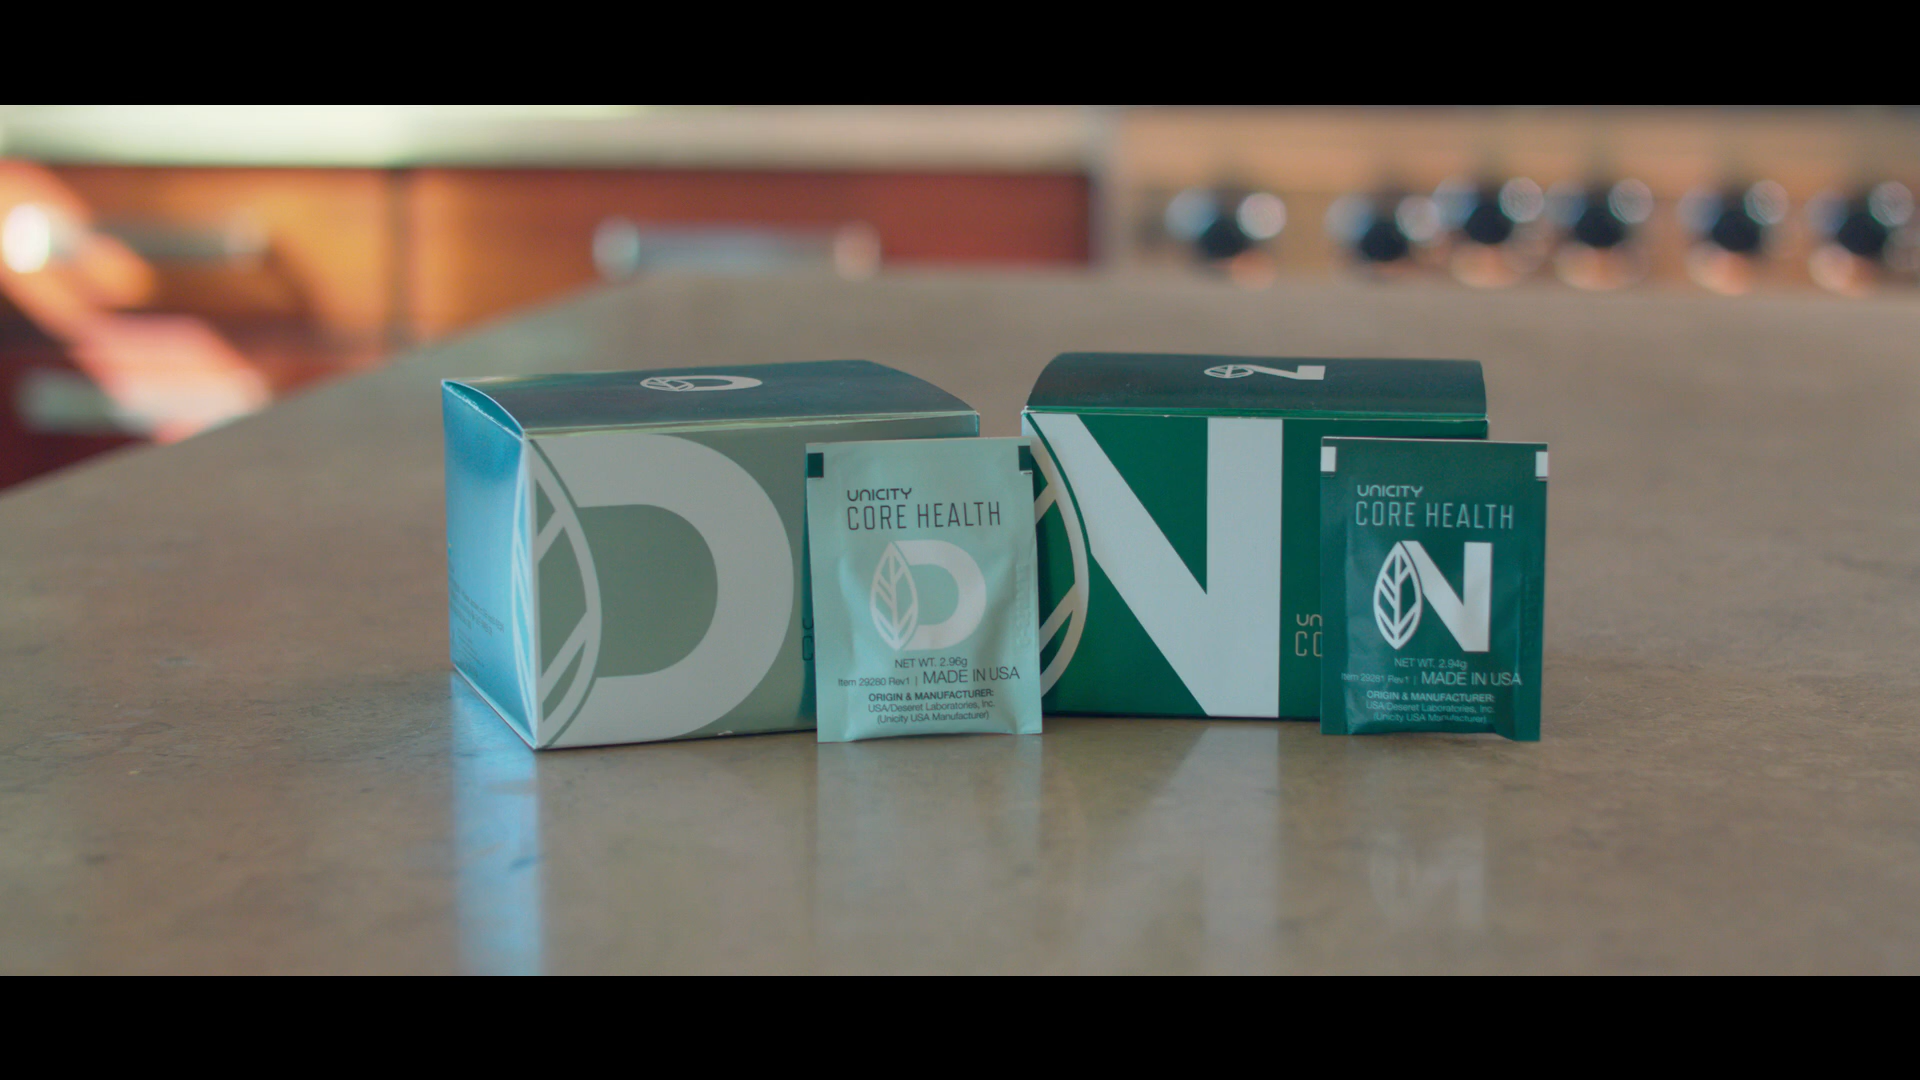 D
UNICITY
CORE HEALTH
D
NET WT. 2.96g
Item 29280 Rev1 | MADE IN USA
ORIGIN & MANUFACTURER:
USA/Deseret Laboratories, Inc.
(Unicity USA Manufacturer)
N
UN
CO
UNICITY
CORE HEALTH
N
NET WT. 2.94g
Item 29281 Rev1 | MADE IN USA
ORIGIN & MANUFACTURER:
USA/Deseret Laboratories, Inc.
(Unicity USA Manufacturer)